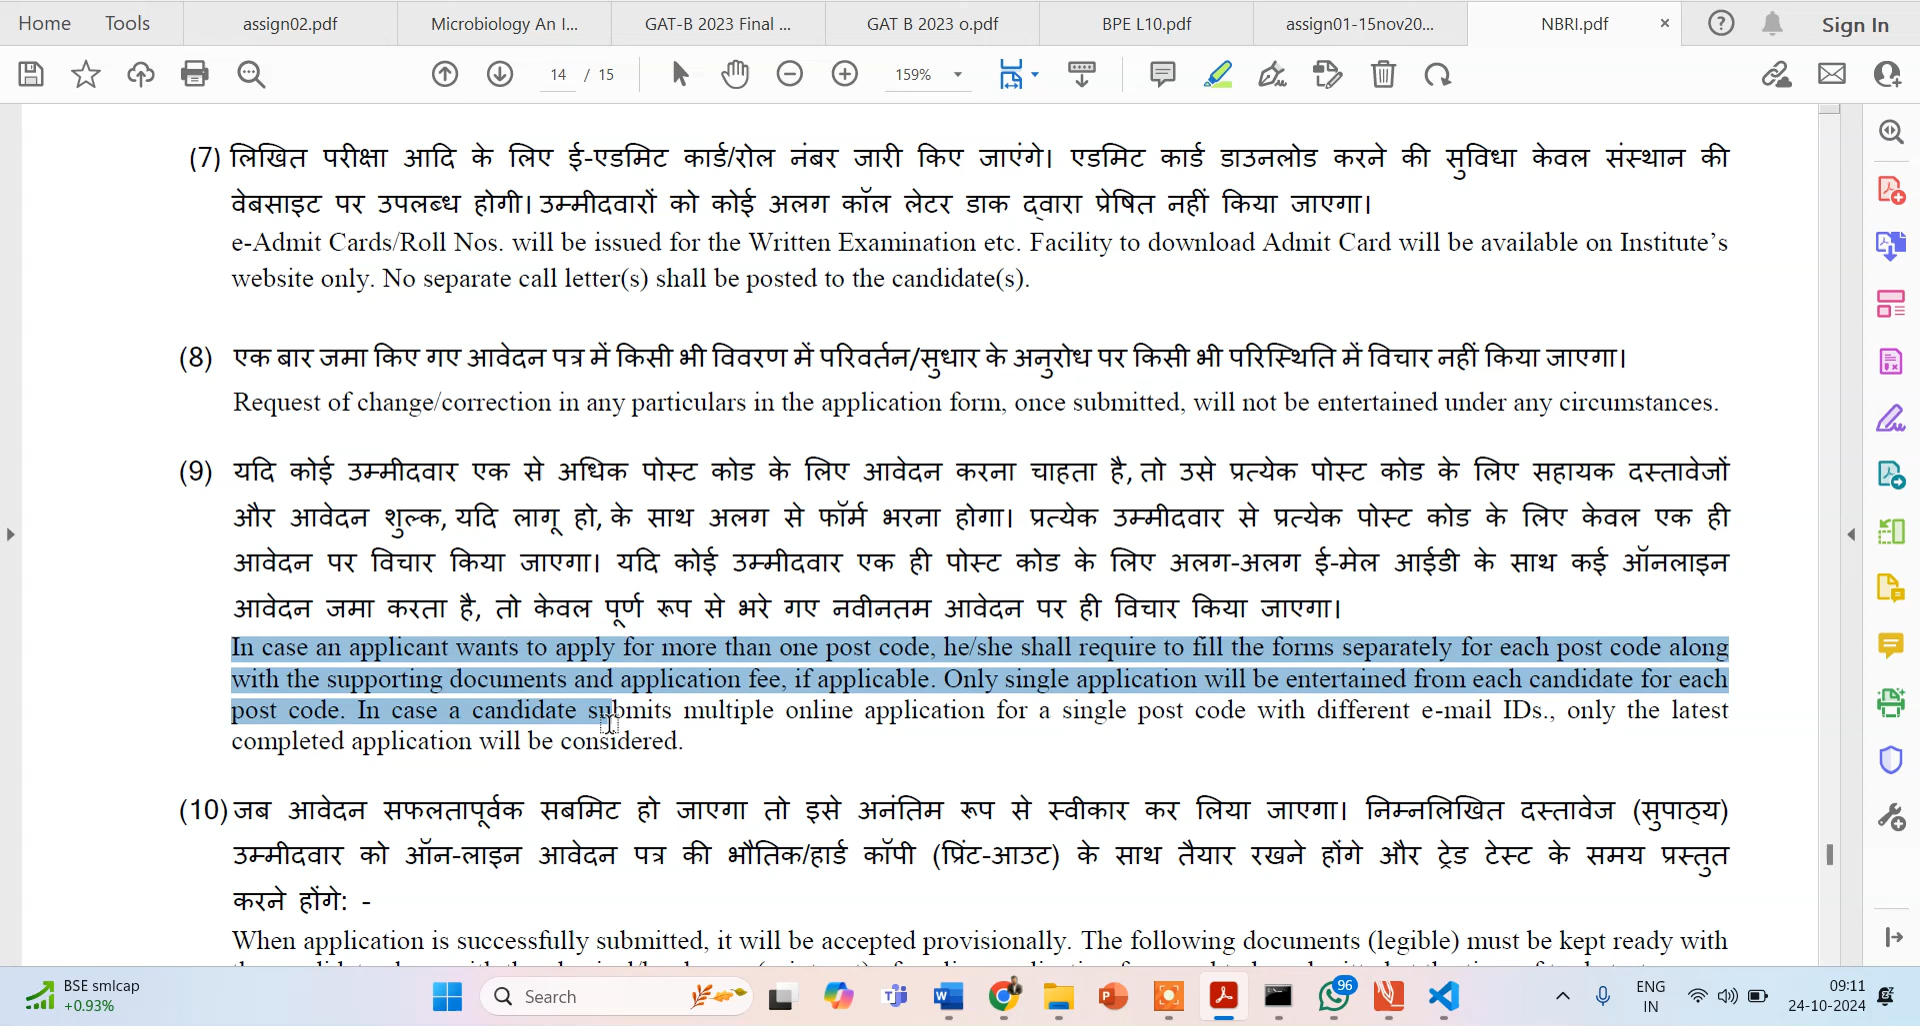 Home Tools assign02.pdf Microbiology An I... GAT-B 2023 Final ... GAT B 2023 o.pdf BPE L10.pdf assign01-15nov20... NBRI.pdf × Sign In
14 / 15 159%
(7) लिखित परीक्षा आदि के लिए ई-एडमिट कार्ड/रोल नंबर जारी किए जाएंगे। एडमिट कार्ड डाउनलोड करने की सुविधा केवल संस्थान की
वेबसाइट पर उपलब्ध होगी। उम्मीदवारों को कोई अलग कॉल लेटर डाक द्वारा प्रेषित नहीं किया जाएगा।
e-Admit Cards/Roll Nos. will be issued for the Written Examination etc. Facility to download Admit Card will be available on Institute’s
website only. No separate call letter(s) shall be posted to the candidate(s).
(8) एक बार जमा किए गए आवेदन पत्र में किसी भी विवरण में परिवर्तन/सुधार के अनुरोध पर किसी भी परिस्थिति में विचार नहीं किया जाएगा।
Request of change/correction in any particulars in the application form, once submitted, will not be entertained under any circumstances.
(9) यदि कोई उम्मीदवार एक से अधिक पोस्ट कोड के लिए आवेदन करना चाहता है, तो उसे प्रत्येक पोस्ट कोड के लिए सहायक दस्तावेजों
और आवेदन शुल्क, यदि लागू हो, के साथ अलग से फॉर्म भरना होगा। प्रत्येक उम्मीदवार से प्रत्येक पोस्ट कोड के लिए केवल एक ही
आवेदन पर विचार किया जाएगा। यदि कोई उम्मीदवार एक ही पोस्ट कोड के लिए अलग-अलग ई-मेल आईडी के साथ कई ऑनलाइन
आवेदन जमा करता है, तो केवल पूर्ण रूप से भरे गए नवीनतम आवेदन पर ही विचार किया जाएगा।
In case an applicant wants to apply for more than one post code, he/she shall require to fill the forms separately for each post code along
with the supporting documents and application fee, if applicable. Only single application will be entertained from each candidate for each
post code. In case a candidate submits multiple online application for a single post code with different e-mail IDs., only the latest
completed application will be considered.
(10) जब आवेदन सफलतापूर्वक सबमिट हो जाएगा तो इसे अनंतिम रूप से स्वीकार कर लिया जाएगा। निम्नलिखित दस्तावेज (सुपाठ्य)
उम्मीदवार को ऑन-लाइन आवेदन पत्र की भौतिक/हार्ड कॉपी (प्रिंट-आउट) के साथ तैयार रखने होंगे और ट्रेड टेस्ट के समय प्रस्तुत
करने होंगे: -
When application is successfully submitted, it will be accepted provisionally. The following documents (legible) must be kept ready with
BSE smlcap
+0.93%
Search
96
ENG
IN
09:11
24-10-2024